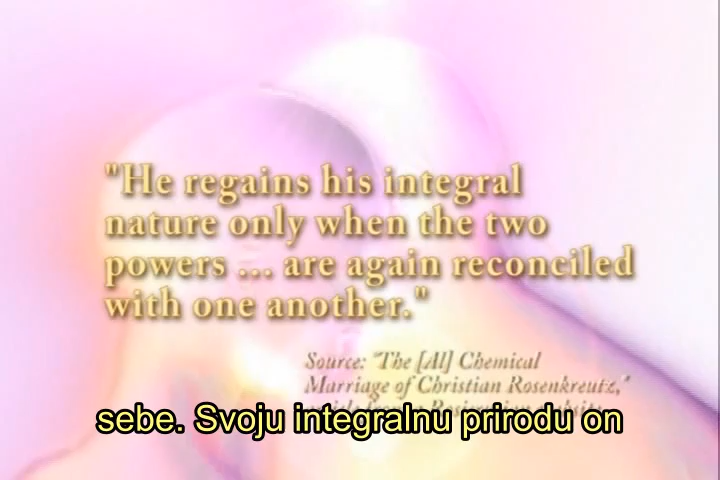 "He regains his integral
nature only when the two
powers ... are again reconciled
with one another."
Source: "The [Al] Chemical
Marriage of Christian Rosenkreutz,"
sebe. Svoju integralnu prirodu on